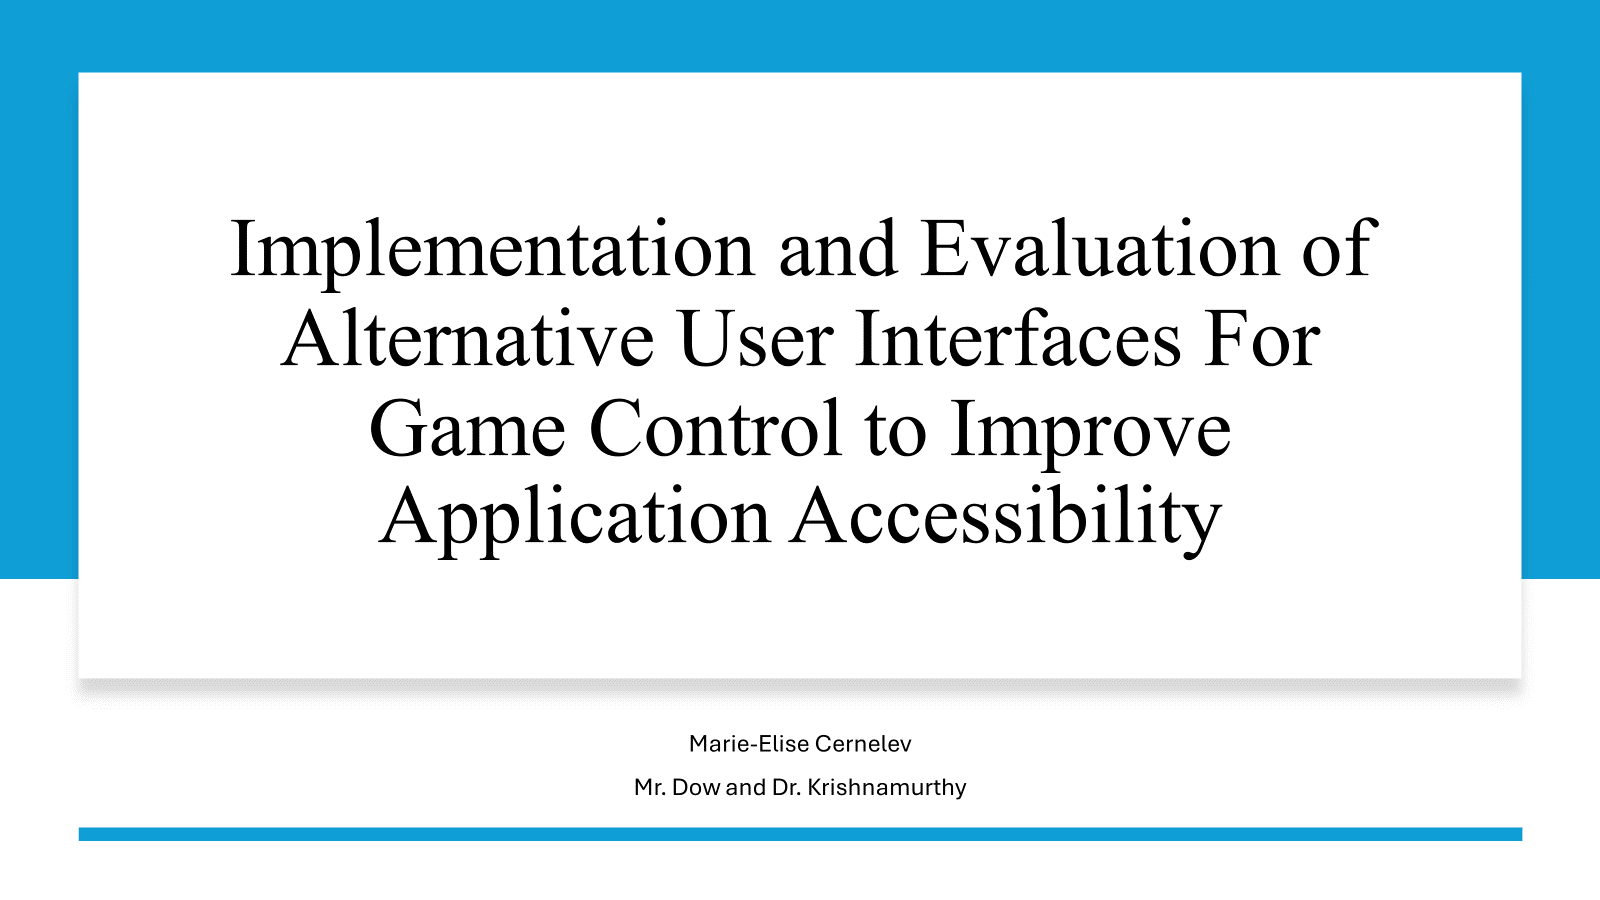 Implementation and Evaluation of
Alternative User Interfaces For
Game Control to Improve
Application Accessibility
Marie-Elise Cernelev
Mr. Dow and Dr. Krishnamurthy